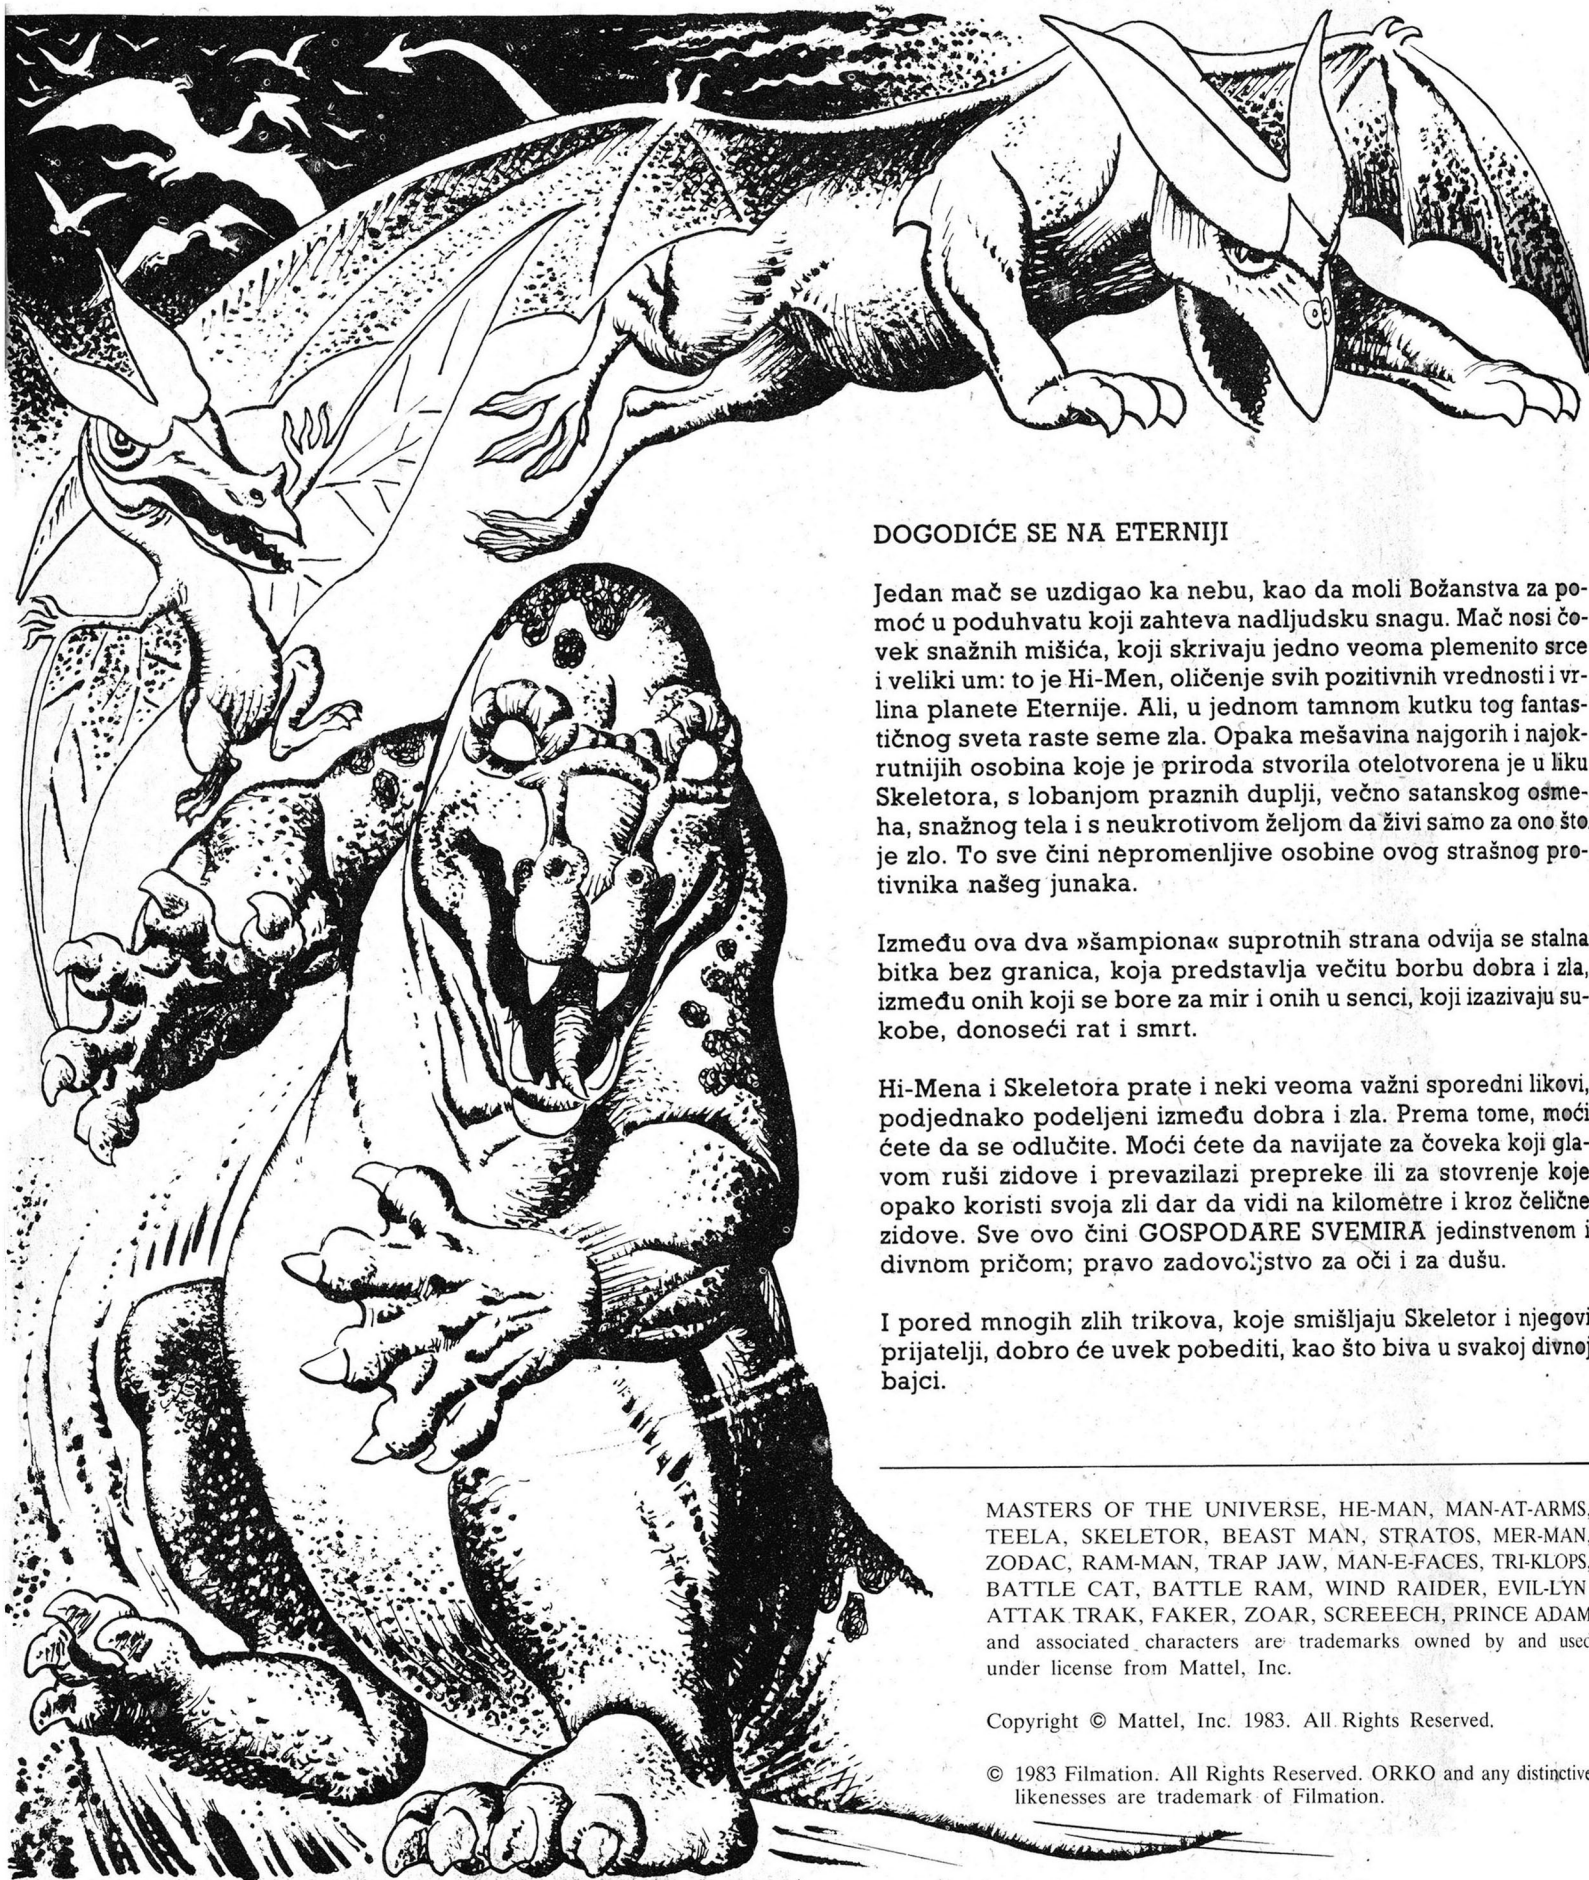 DOGODIĆE SE NA ETERNIJI
Jedan mač se uzdigao ka nebu, kao da moli Božanstva za po-
moć u poduhvatu koji zahteva nadljudsku snagu. Mač nosi čo-
vek snažnih mišića, koji skrivaju jedno veoma plemenito srce
i veliki um: to je Hi-Men, oličenje svih pozitivnih vrednosti i vr-
lina planete Eternije. Ali, u jednom tamnom kutku tog fantas-
tičnog sveta raste seme zla. Opaka mešavina najgorih i najok-
rutnijih osobina koje je priroda stvorila otelotvorena je u liku
Skeletora, s lobanjom praznih duplji, večno satanskog osme-
ha, snažnog tela i s neukrotivom željom da živi samo za ono što
je zlo. To sve čini nepromenljive osobine ovog strašnog pro-
tivnika našeg junaka.
Između ova dva »šampiona« suprotnih strana odvija se stalna
bitka bez granica, koja predstavlja večitu borbu dobra i zla,
između onih koji se bore za mir i onih u senci, koji izazivaju su-
kobe, donoseći rat i smrt.
Hi-Mena i Skeletora prate i neki veoma važni sporedni likovi,
podjednako podeljeni između dobra i zla. Prema tome, moći
ćete da se odlučite. Moći ćete da navijate za čoveka koji gla-
vom ruši zidove i prevazilazi prepreke ili za stovrenje koje
opako koristi svoja zli dar da vidi na kilometre i kroz čelične
zidove. Sve ovo čini GOSPODARE SVEMIRA jedinstvenom i
divnom pričom; pravo zadovoljstvo za oči i za dušu.
I pored mnogih zlih trikova, koje smišljaju Skeletor i njegovi
prijatelji, dobro će uvek pobediti, kao što biva u svakoj divnoj
bajci.
MASTERS OF THE UNIVERSE, HE-MAN, MAN-AT-ARMS,
TEELA, SKELETOR, BEAST MAN, STRATOS, MER-MAN,
ZODAC, RAM-MAN, TRAP JAW, MAN-E-FACES, TRI-KLOPS,
BATTLE CAT, BATTLE RAM, WIND RAIDER, EVIL-LYN
ATTAK TRAK, FAKER, ZOAR, SCREEECH, PRINCE ADAM
and associated characters are trademarks owned by and used
under license from Mattel, Inc.
Copyright © Mattel, Inc. 1983. All Rights Reserved.
© 1983 Filmation. All Rights Reserved. ORKO and any distinctive
likenesses are trademark of Filmation.